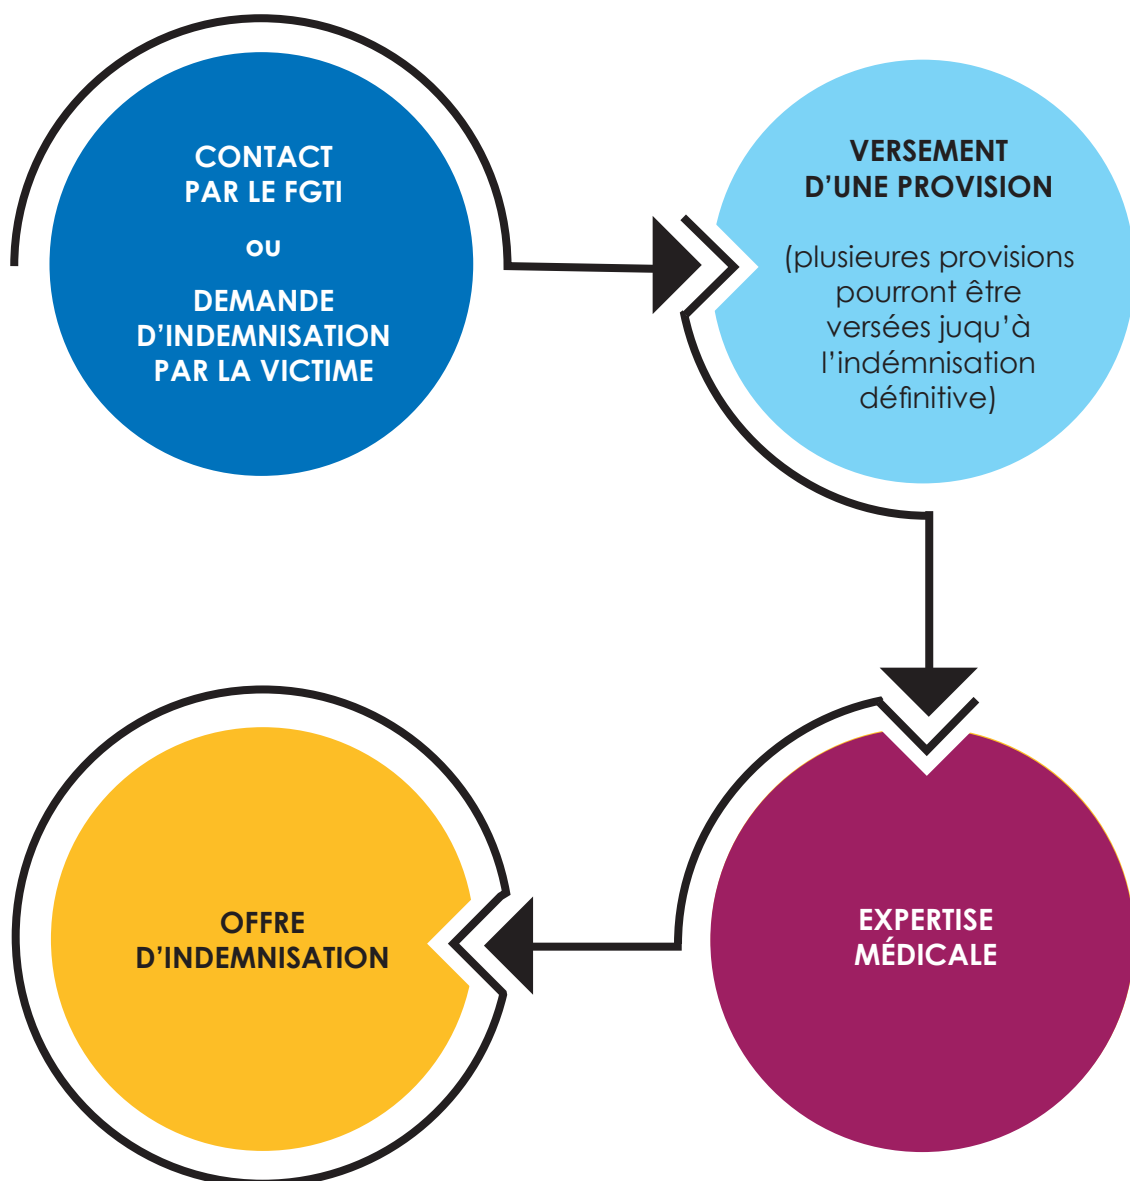 CONTACT
PAR LE FGTI
ou
DEMANDE
D’INDEMNISATION
PAR LA VICTIME
VERSEMENT
D’UNE PROVISION
(plusieures provisions
pourront être
versées juqu’à
l’indémnisation
définitive)
EXPERTISE
MÉDICALE
OFFRE
D’INDEMNISATION